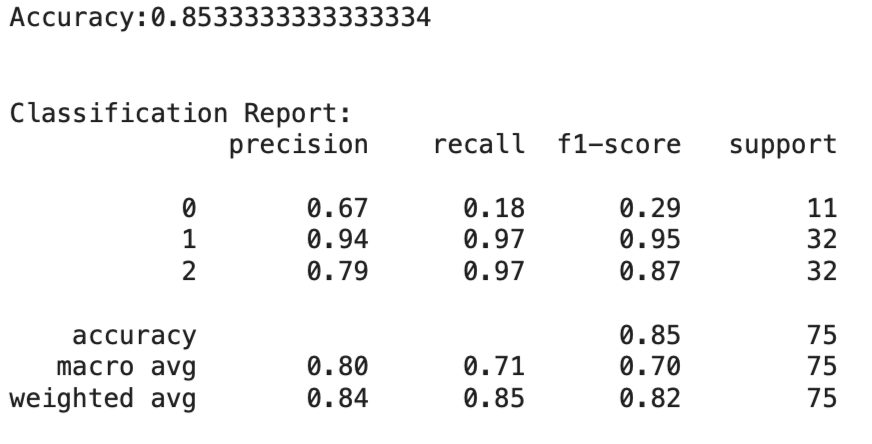 Accuracy:0.8533333333333334
Classification Report:
precision recall f1-score support
0 0.67 0.18 0.29 11
1 0.94 0.97 0.95 32
2 0.79 0.97 0.87 32
accuracy 0.85 75
macro avg 0.80 0.71 0.70 75
weighted avg 0.84 0.85 0.82 75